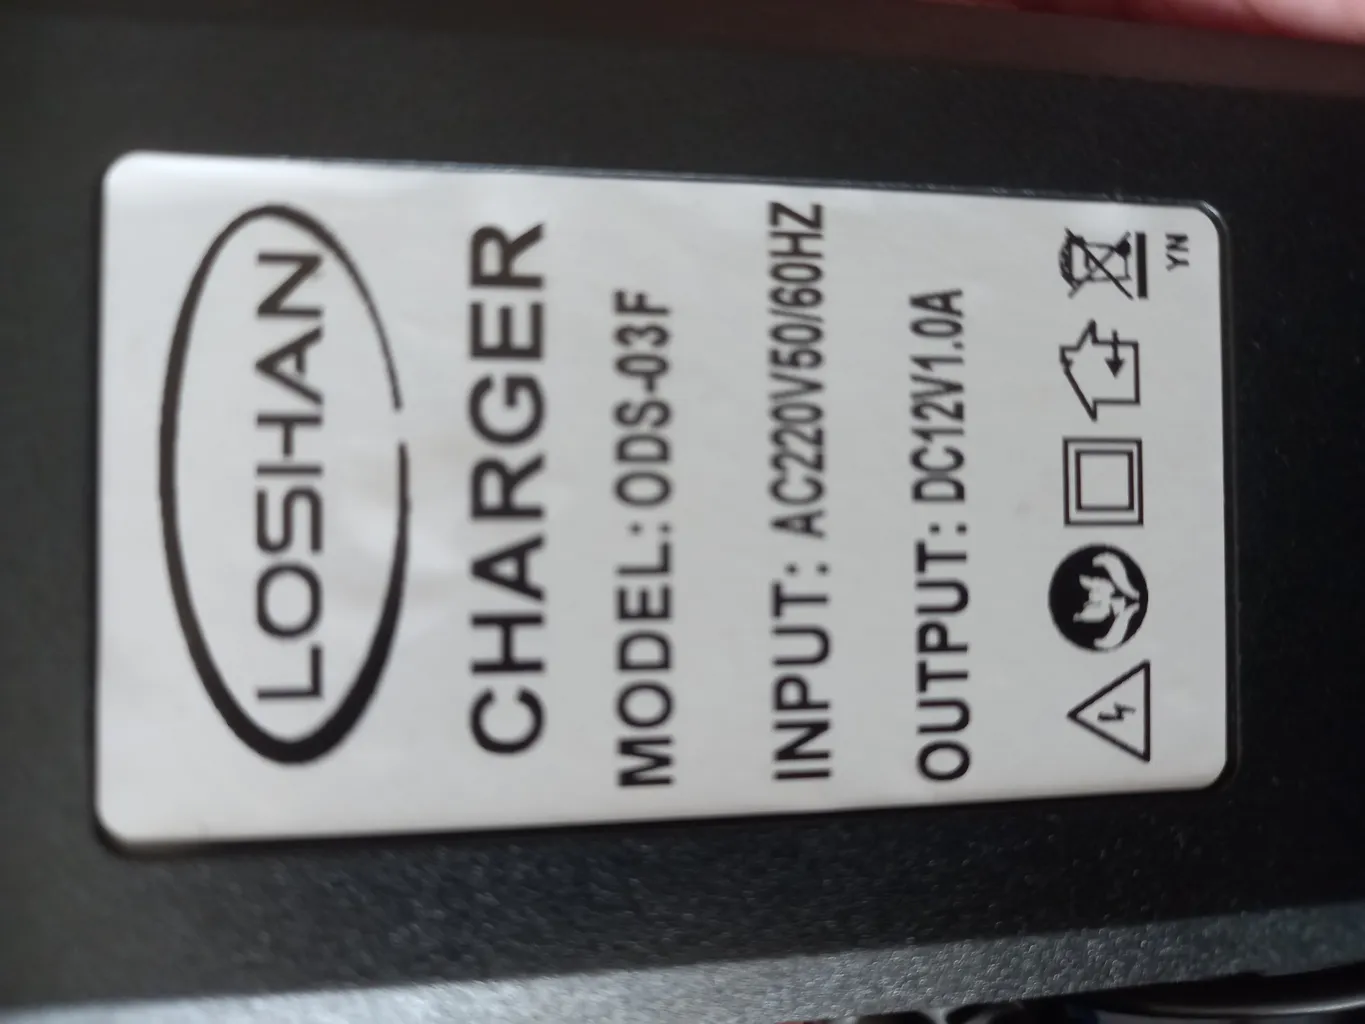 LOSHAN
CHARGER
MODEL: ODS-03F
INPUT: AC220V50/60HZ
OUTPUT: DC12V1.0A
YN